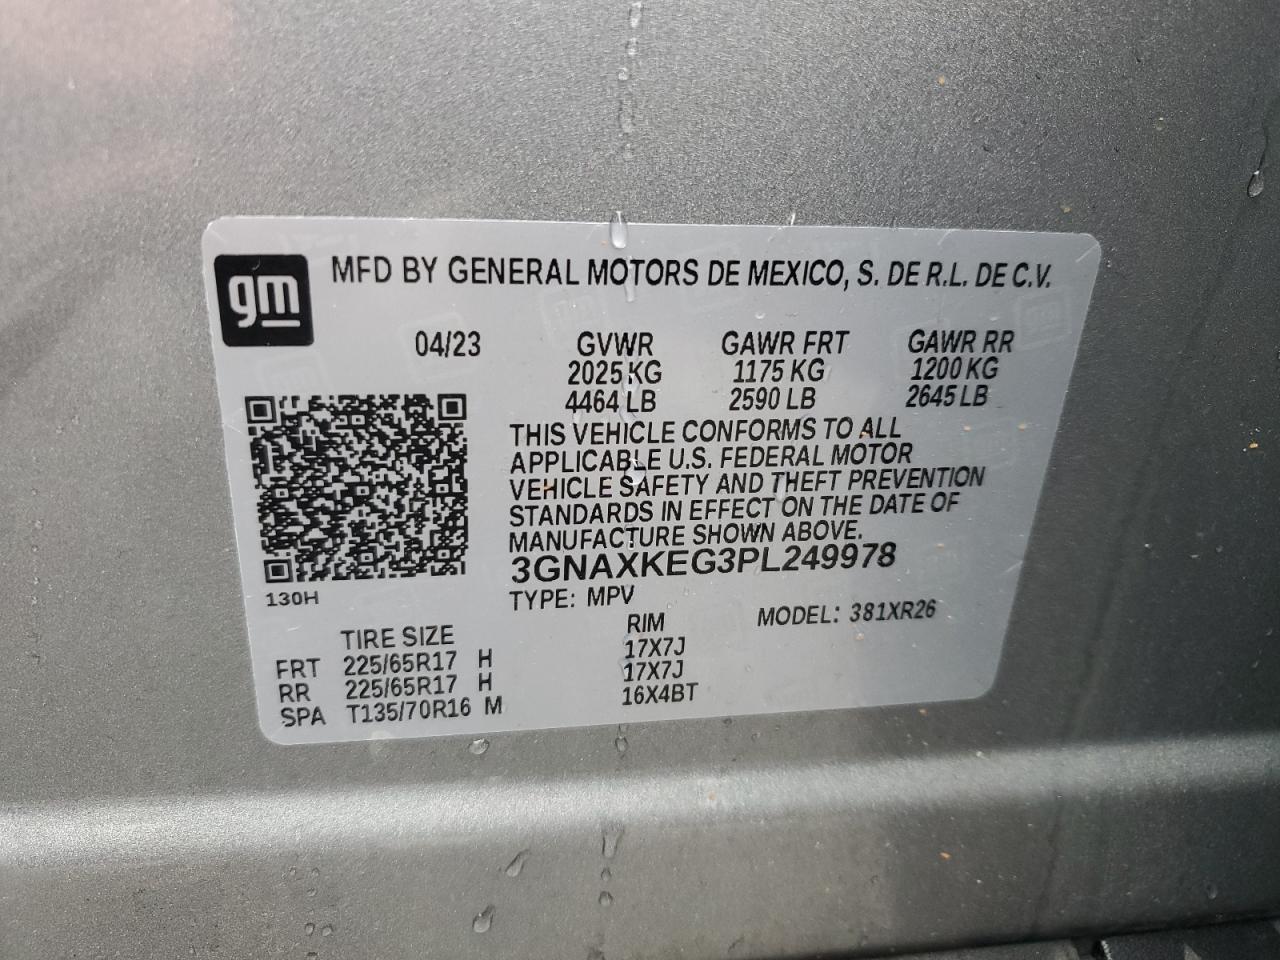 gm
MFD BY GENERAL MOTORS DE MEXICO, S. DE R.L. DE C.V.
04/23 GVWR GAWR FRT GAWR RR
2025 KG 1175 KG 1200 KG
4464 LB 2590 LB 2645 LB
THIS VEHICLE CONFORMS TO ALL
APPLICABLE U.S. FEDERAL MOTOR
VEHICLE SAFETY AND THEFT PREVENTION
STANDARDS IN EFFECT ON THE DATE OF
MANUFACTURE SHOWN ABOVE.
3GNAXKEG3PL249978
130H
TYPE: MPV
MODEL: 381XR26
TIRE SIZE RIM
FRT 225/65R17 H 17X7J
RR 225/65R17 H 17X7J
SPA T135/70R16 M 16X4BT